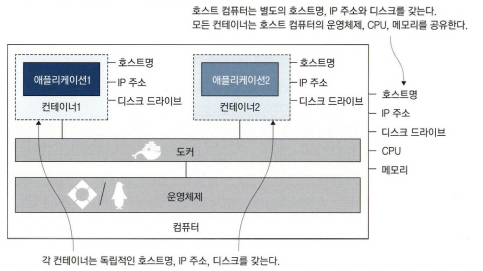 호스트 컴퓨터는 별도의 호스트명, IP 주소와 디스크를 갖는다.
모든 컨테이너는 호스트 컴퓨터의 운영체제, CPU, 메모리를 공유한다.
애플리케이션1
컨테이너1
호스트명
IP 주소
디스크 드라이브
애플리케이션2
컨테이너2
호스트명
IP 주소
디스크 드라이브
호스트명
IP 주소
디스크 드라이브
CPU
메모리
도커
/ 운영체제
컴퓨터
각 컨테이너는 독립적인 호스트명, IP 주소, 디스크를 갖는다.